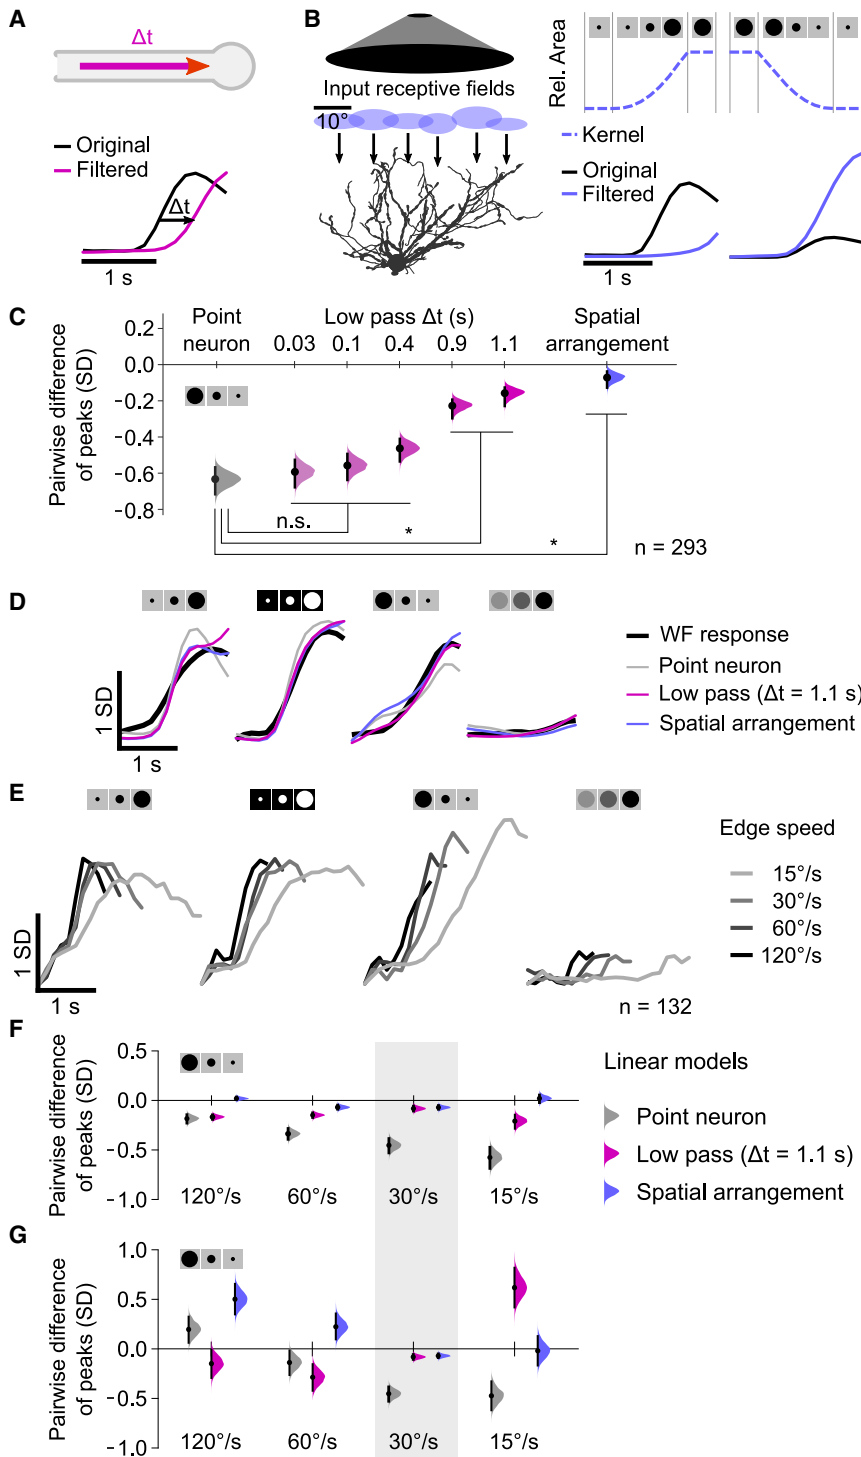 A
Δt
Original
Filtered
Δt
1 s
B
Input receptive fields
10°
Rel. Area
Kernel
Original
Filtered
1 s
C
Pairwise difference
of peaks (SD)
Point
neuron
Low pass Δt (s)
0.03 0.1 0.4 0.9 1.1
Spatial
arrangement
0.2
0.0
−0.2
−0.4
−0.6
−0.8
n.s.
*
*
n = 293
D
1 SD
1 s
WF response
Point neuron
Low pass (Δt = 1.1 s)
Spatial arrangement
E
1 SD
1 s
Edge speed
15°/s
30°/s
60°/s
120°/s
n = 132
F
Pairwise difference
of peaks (SD)
0.5
0.0
−0.5
−1.0
120°/s 60°/s 30°/s 15°/s
Linear models
Point neuron
Low pass (Δt = 1.1 s)
Spatial arrangement
G
Pairwise difference
of peaks (SD)
1.0
0.5
0.0
−0.5
−1.0
120°/s 60°/s 30°/s 15°/s